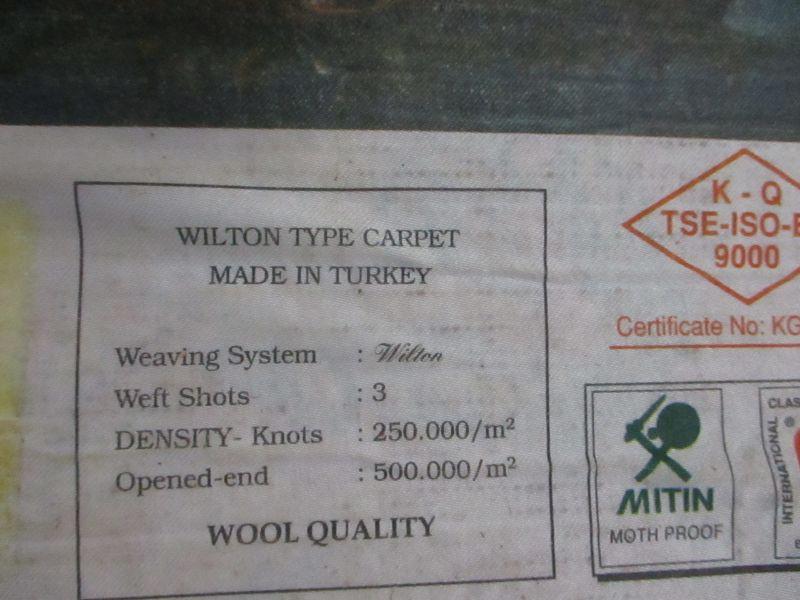 WILTON TYPE CARPET
MADE IN TURKEY
Weaving System : Wilton
Weft Shots : 3
DENSITY- Knots : 250.000/m²
Opened-end : 500.000/m²
WOOL QUALITY
K - Q
TSE-ISO-E
9000
Certificate No: KG
MITIN
MOTH PROOF
CLAS
INTERNATIONAL